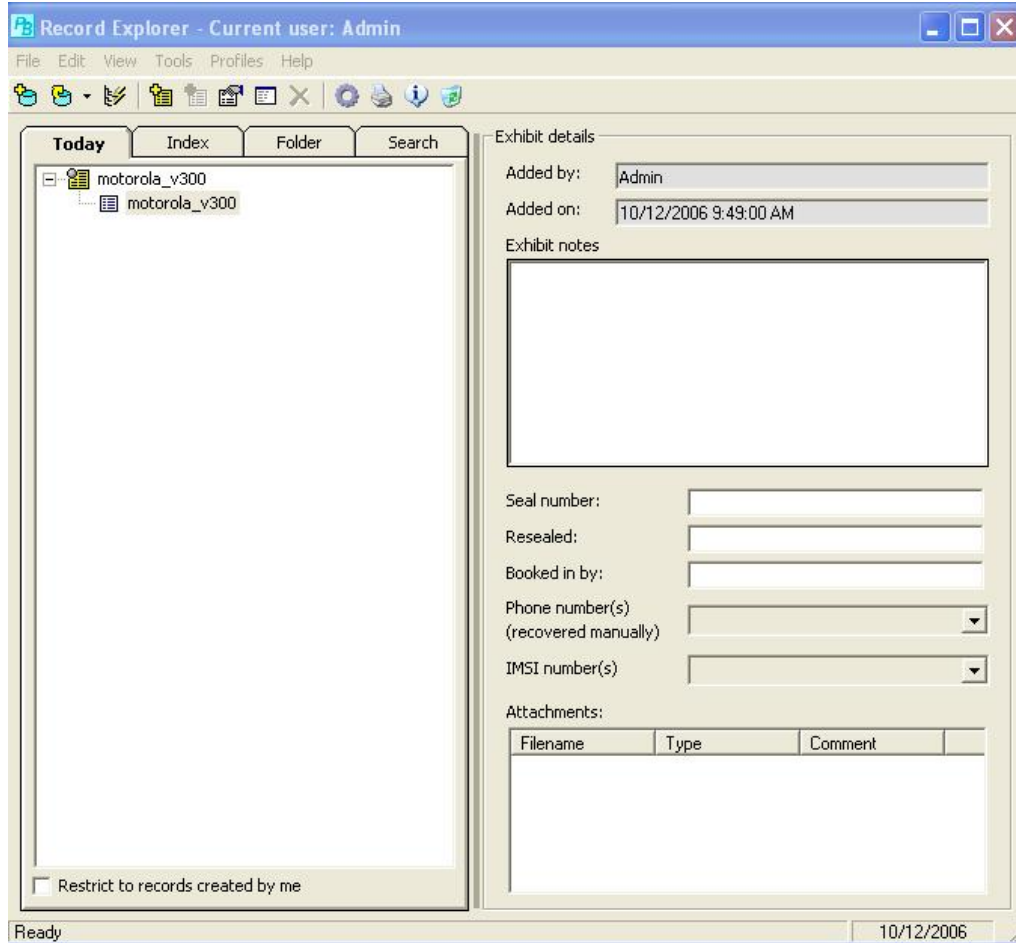 PB Record Explorer - Current user: Admin
File Edit View Tools Profiles Help
Today Index Folder Search
motorola_v300
motorola_v300
Restrict to records created by me
Exhibit details
Added by: Admin
Added on: 10/12/2006 9:49:00 AM
Exhibit notes
Seal number:
Resealed:
Booked in by:
Phone number(s)
(recovered manually)
IMSI number(s)
Attachments:
Filename Type Comment
Ready 10/12/2006